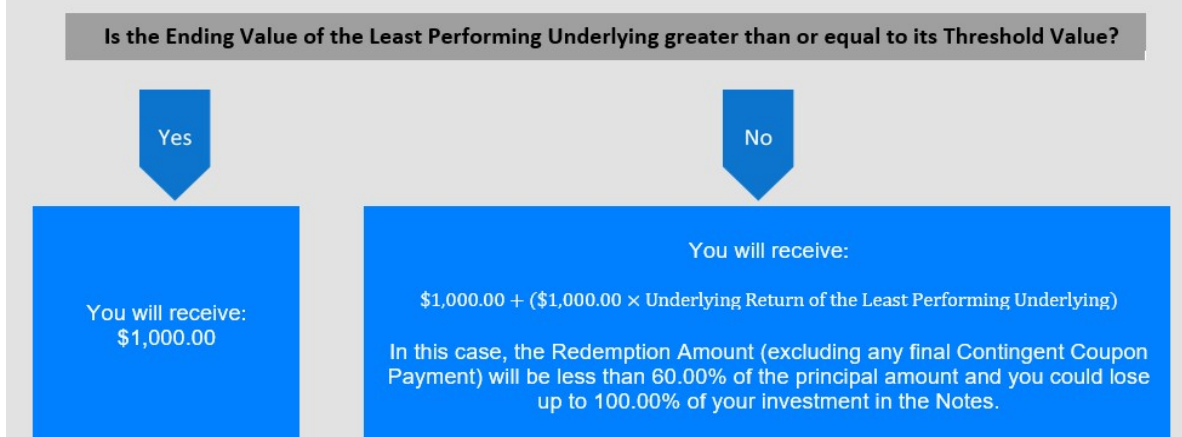 Is the Ending Value of the Least Performing Underlying greater than or equal to its Threshold Value?
Yes
No
You will receive:
$1,000.00
You will receive:
$1,000.00 + ($1,000.00 × Underlying Return of the Least Performing Underlying)
In this case, the Redemption Amount (excluding any final Contingent Coupon
Payment) will be less than 60.00% of the principal amount and you could lose
up to 100.00% of your investment in the Notes.